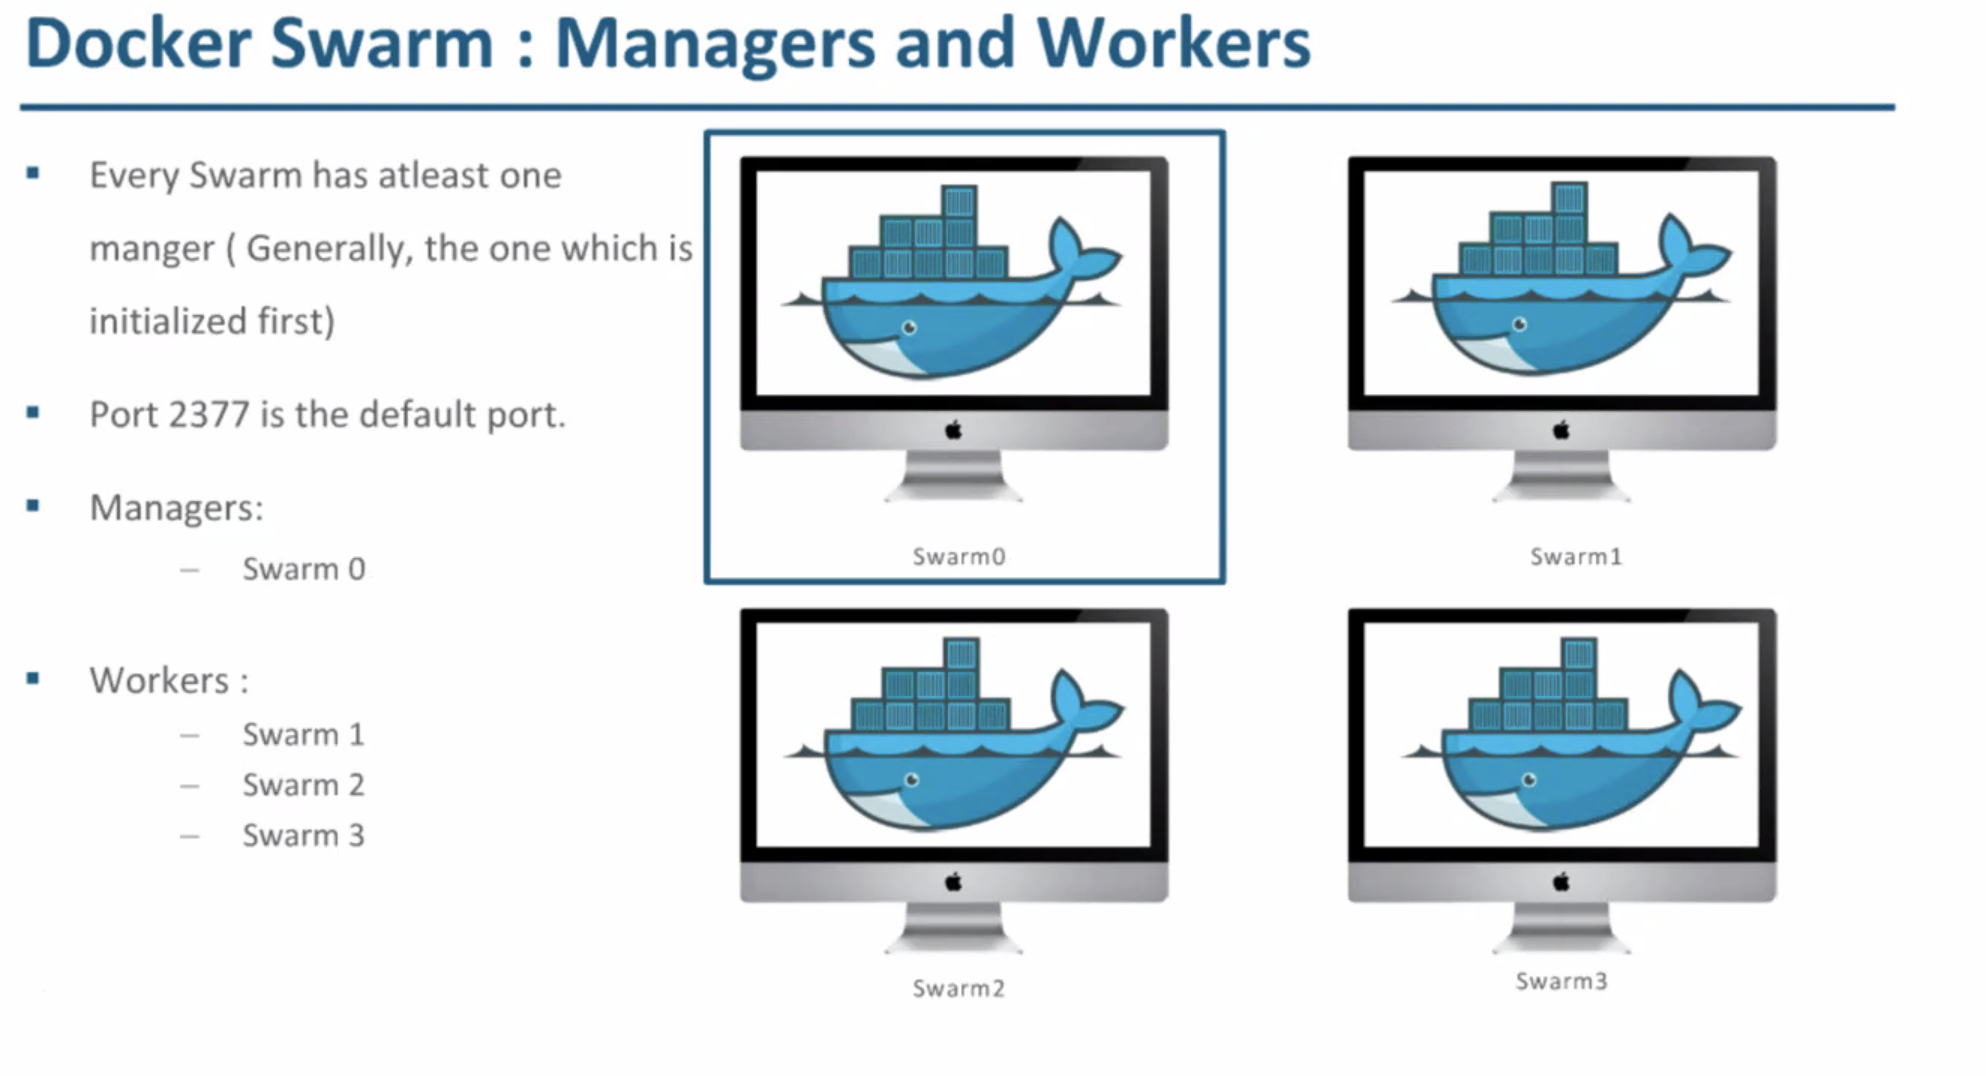 Docker Swarm : Managers and Workers
Every Swarm has atleast one
manger ( Generally, the one which is
initialized first)
Port 2377 is the default port.
Managers:
– Swarm 0
Workers :
– Swarm 1
– Swarm 2
– Swarm 3
Swarm0
Swarm1
Swarm2
Swarm3